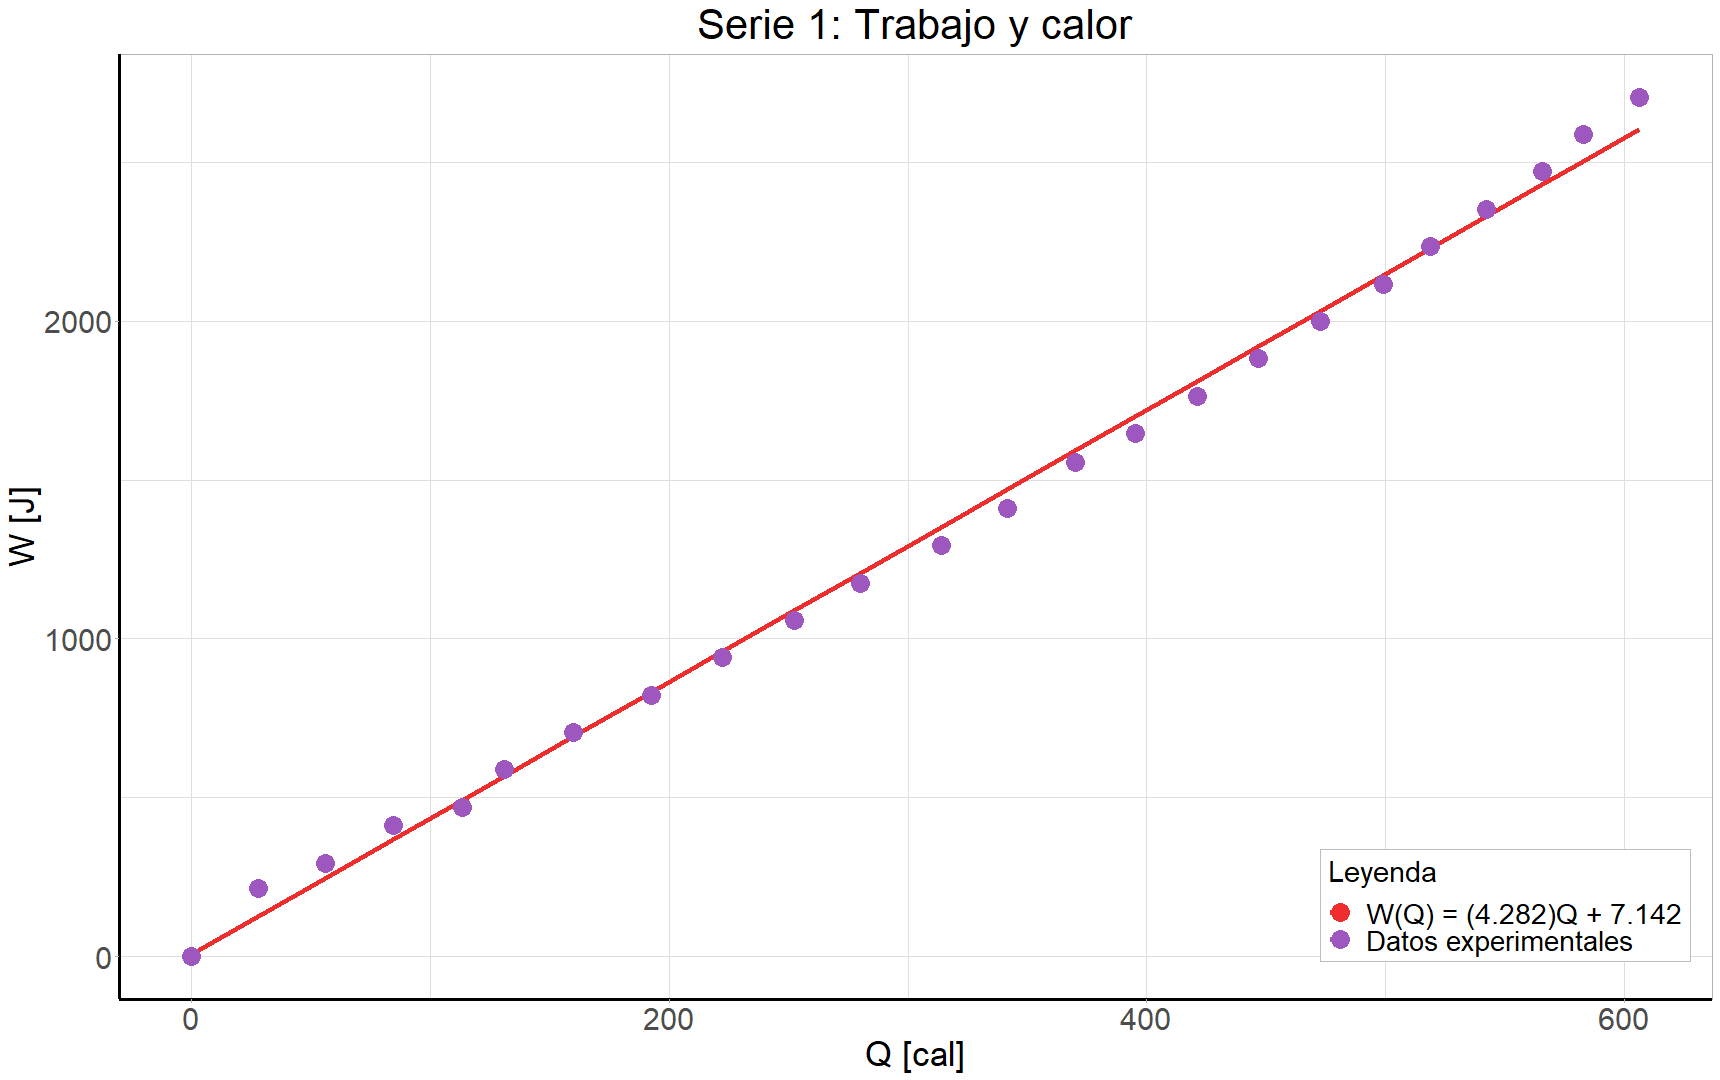 Serie 1: Trabajo y calor
W [J]
2000
1000
0
0
200
400
600
Q [cal]
Leyenda
W(Q) = (4.282)Q + 7.142
Datos experimentales